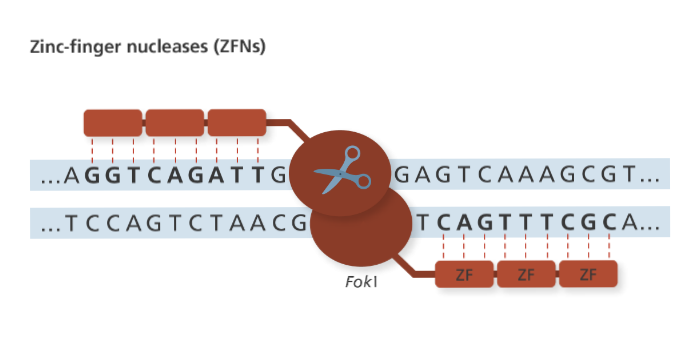 Zinc-finger nucleases (ZFNs)
...AGGTCAGATTG GAGTCAAAGCGT...
...TCCAGTCTAACG TCAGTTTCGCA...
ZF ZF ZF
FokI